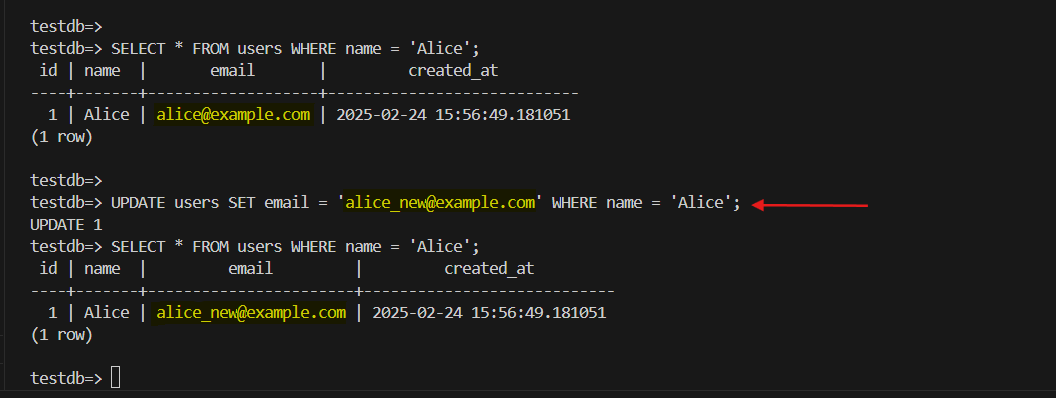 testdb=>
testdb=> SELECT * FROM users WHERE name = 'Alice';
 id | name  |       email       |         created_at
----+-------+-------------------+----------------------------
  1 | Alice | alice@example.com | 2025-02-24 15:56:49.181051
(1 row)
testdb=>
testdb=> UPDATE users SET email = 'alice_new@example.com' WHERE name = 'Alice';
UPDATE 1
testdb=> SELECT * FROM users WHERE name = 'Alice';
 id | name  |         email         |         created_at
----+-------+-----------------------+----------------------------
  1 | Alice | alice_new@example.com | 2025-02-24 15:56:49.181051
(1 row)
testdb=>